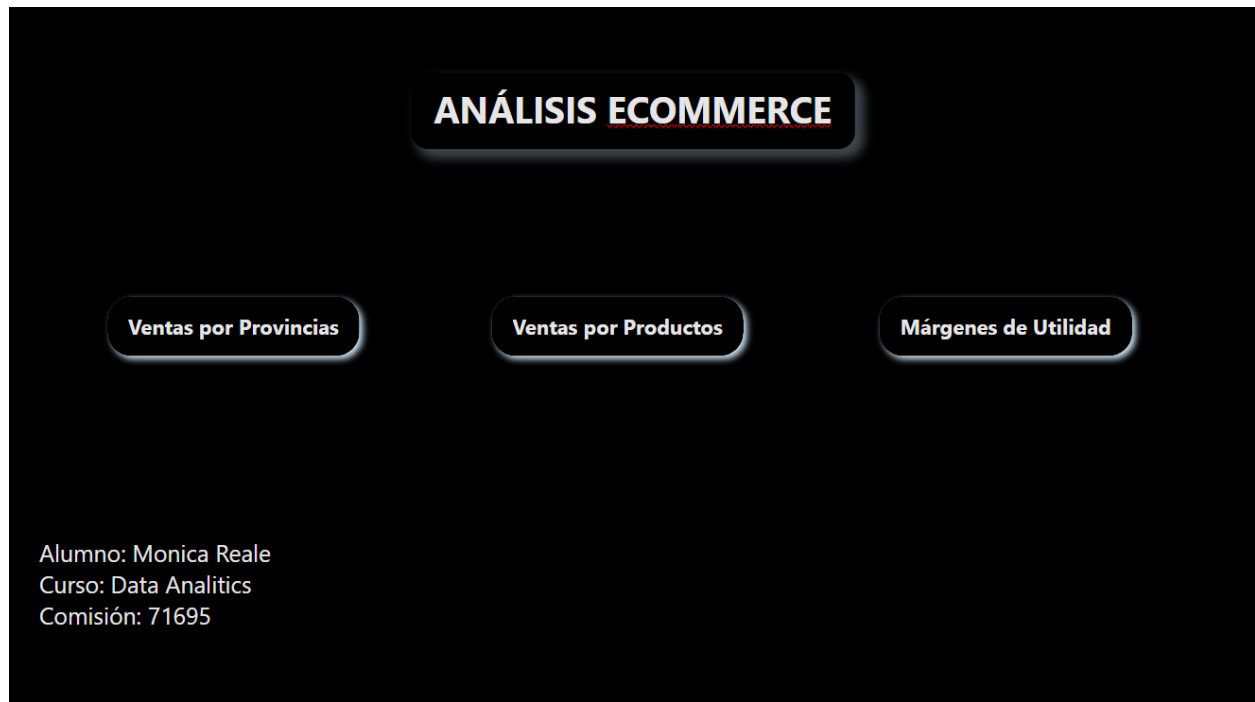 ANÁLISIS ECOMMERCE
Ventas por Provincias
Ventas por Productos
Márgenes de Utilidad
Alumno: Monica Reale
Curso: Data Analitics
Comisión: 71695